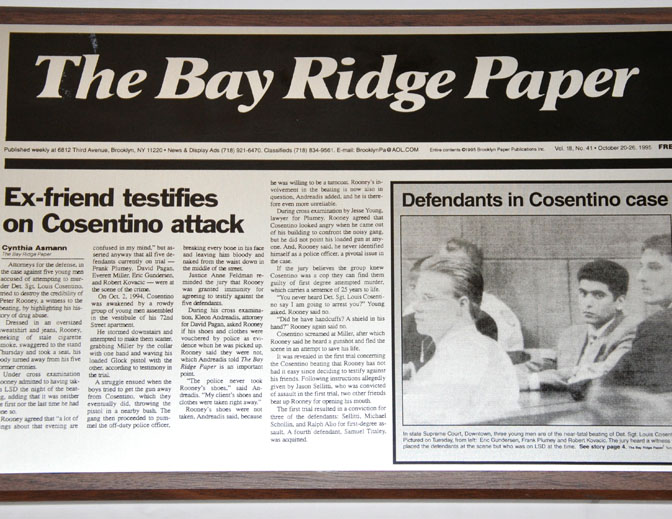 The Bay Ridge Paper
Published weekly at 6812 Third Avenue, Brooklyn, NY 11220 • News & Display Ads (718) 921-6470. Classifieds (718) 834-9561. E-mail: BrooklynPa@AOL.COM
Entire contents ©1995 Brooklyn Paper Publications Inc.
Vol. 18, No. 41 • October 20-26, 1995
FRE
Ex-friend testifies
on Cosentino attack
Cynthia Asmann
The Bay Ridge Paper
Attorneys for the defense, in
the case against five young men
accused of attempting to mur-
der Det. Sgt. Louis Cosentino,
tried to destroy the credibility of
Peter Rooney, a witness to the
beating, by highlighting his his-
tory of drug abuse.
Dressed in an oversized
sweatshirt and jeans, Rooney,
eeking of stale cigarette
moke, swaggered to the stand
Thursday and took a seat, his
ody turned away from his five
ormer cronies.
Under cross examination
ooney admitted to having tak-
n LSD the night of the beat-
g, adding that it was neither
e first nor the last time he had
ne so.
Rooney agreed that "a lot of
ings about that evening are
confused in my mind," but as-
serted anyway that all five de-
fendants currently on trial —
Frank Plumey, David Pagan,
Everett Miller, Eric Gundersen,
and Robert Kovacic — were at
the scene of the crime.
On Oct. 2, 1994, Cosentino
was awakened by a rowdy
group of young men assembled
in the vestibule of his 72nd
Street apartment.
He stormed downstairs and
attempted to make them scatter,
grabbing Miller by the collar
with one hand and waving his
loaded Glock pistol with the
other, according to testimony in
the trial.
A struggle ensued when the
boys tried to get the gun away
from Cosentino, which they
eventually did, throwing the
pistol in a nearby bush. The
gang then proceeded to pum-
mel the off-duty police officer,
breaking every bone in his face
and leaving him bloody and
naked from the waist down in
the middle of the street.
Justice Anne Feldman re-
minded the jury that Rooney
was granted immunity for
agreeing to testify against the
five defendants.
During his cross examina-
tion, Kleon Andreadis, attorney
for David Pagan, asked Rooney
if his shoes and clothes were
vouchered by police as evi-
dence when he was picked up.
Rooney said they were not,
which Andreadis told The Bay
Ridge Paper is an important
point.
"The police never took
Rooney's shoes," said An-
dreadis. "My client's shoes and
clothes were taken right away."
Rooney's shoes were not
taken, Andreadis said, because
he was willing to be a turncoat. Rooney's in-
volvement in the beating is now also in
question, Andreadis added, and he is there-
fore even more unreliable.
During cross examination by Jesse Young,
lawyer for Plumey, Rooney agreed that
Cosentino looked angry when he came out
of his building to confront the noisy gang,
but he did not point his loaded gun at any-
one. And, Rooney said, he never identified
himself as a police officer, a pivotal issue in
the case.
If the jury believes the group knew
Cosentino was a cop they can find them
guilty of first degree attempted murder,
which carries a sentence of 25 years to life.
"You never heard Det. Sgt. Louis Cosenti-
no say I am going to arrest you?" Young
asked. Rooney said no.
"Did he have handcuffs? A shield in his
hand?" Rooney again said no.
Cosentino screamed at Miller, after which
Rooney said he heard a gunshot and fled the
scene in an attempt to save his life.
It was revealed in the first trial concerning
the Cosentino beating that Rooney has not
had it easy since deciding to testify against
his friends. Following instructions allegedly
given by Jason Sellini, who was convicted
of assault in the first trial, two other friends
beat up Rooney for opening his mouth.
The first trial resulted in a conviction for
three of the defendants: Sellini, Michael
Schollin, and Ralph Alio for first-degree as-
sault. A fourth defendant, Samuel
was acquitted.
Defendants in Cosentino case
In state Supreme Court, Downtown, three young men are of the near-fatal beating of Det. Sgt. Louis Cosent
Pictured on Tuesday, from left: Eric Gundersen, Frank Plumey and Robert Kovacic. The jury heard a witness
placed the defendants at the scene but who was on LSD at the time. See story page 4. The Bay Ridge Paper